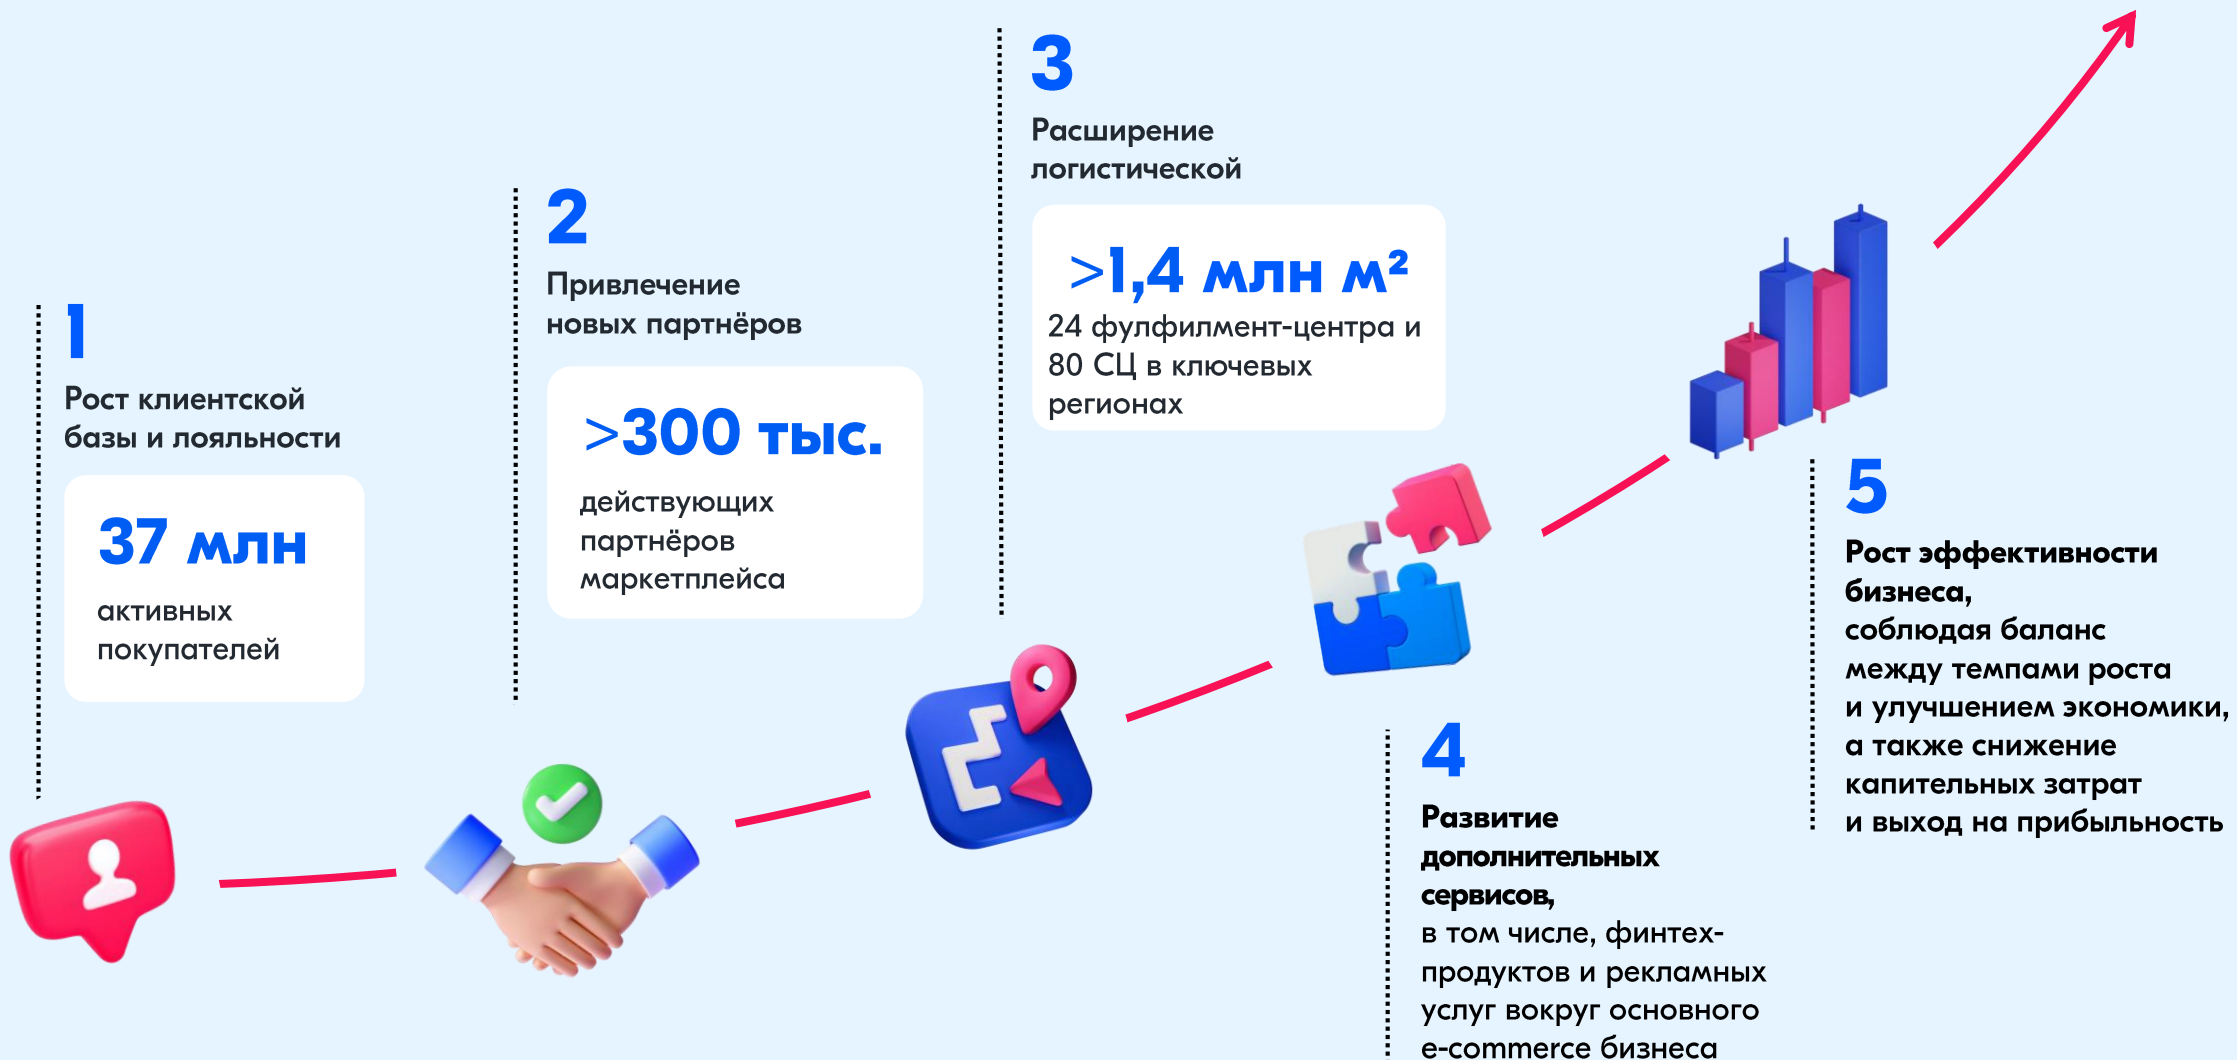 1
Рост клиентской
базы и лояльности
37 млн
активных
покупателей
2
Привлечение
новых партнёров
>300 тыс.
действующих
партнёров
маркетплейса
3
Расширение
логистической
>1,4 млн м²
24 фулфилмент-центра и
80 СЦ в ключевых
регионах
4
Развитие
дополнительных
сервисов,
в том числе, финтех-
продуктов и рекламных
услуг вокруг основного
e-commerce бизнеса
5
Рост эффективности
бизнеса,
соблюдая баланс
между темпами роста
и улучшением экономики,
а также снижение
капительных затрат
и выход на прибыльность